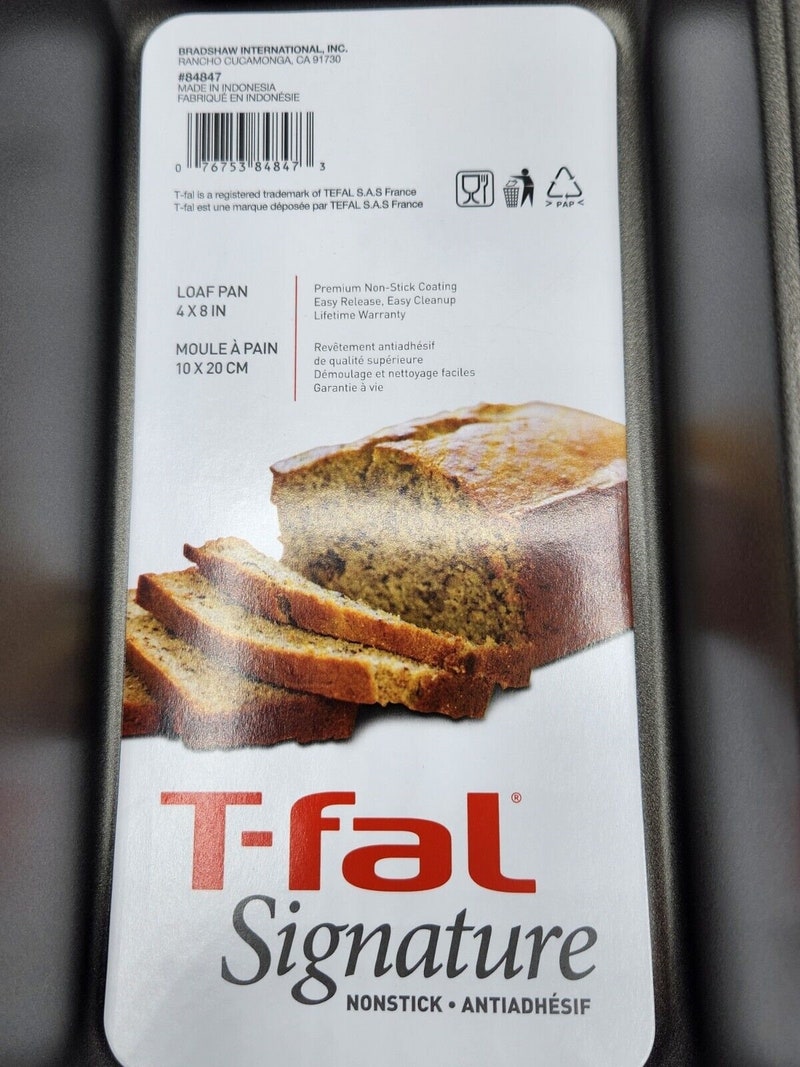 BRADSHAW INTERNATIONAL, INC.
RANCHO CUCAMONGA, CA 91730
#84847
MADE IN INDONESIA
FABRIQUÉ EN INDONÉSIE
0 76753 84847 3
T-fal is a registered trademark of TEFAL S.A.S France
T-fal est une marque déposée par TEFAL S.A.S France
> PAP <
LOAF PAN
4 X 8 IN
Premium Non-Stick Coating
Easy Release, Easy Cleanup
Lifetime Warranty
MOULE À PAIN
10 X 20 CM
Revêtement antiadhésif
de qualité supérieure
Démoulage et nettoyage faciles
Garantie à vie
T-fal®
Signature
NONSTICK • ANTIADHÉSIF